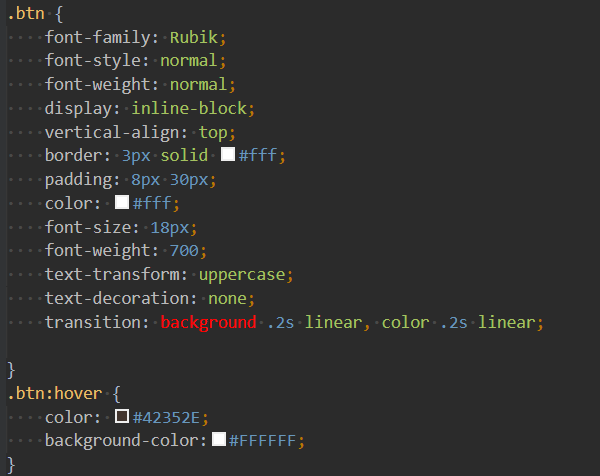 .btn {
    font-family: Rubik;
    font-style: normal;
    font-weight: normal;
    display: inline-block;
    vertical-align: top;
    border: 3px solid #fff;
    padding: 8px 30px;
    color: #fff;
    font-size: 18px;
    font-weight: 700;
    text-transform: uppercase;
    text-decoration: none;
    transition: background .2s linear, color .2s linear;

}
.btn:hover {
    color: #42352E;
    background-color: #FFFFFF;
}